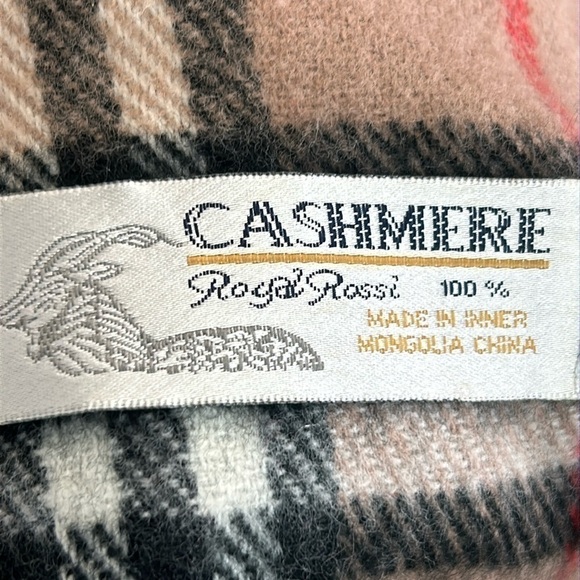 CASHMERE
Royal Rossi 100 %
MADE IN INNER
MONGOLIA CHINA